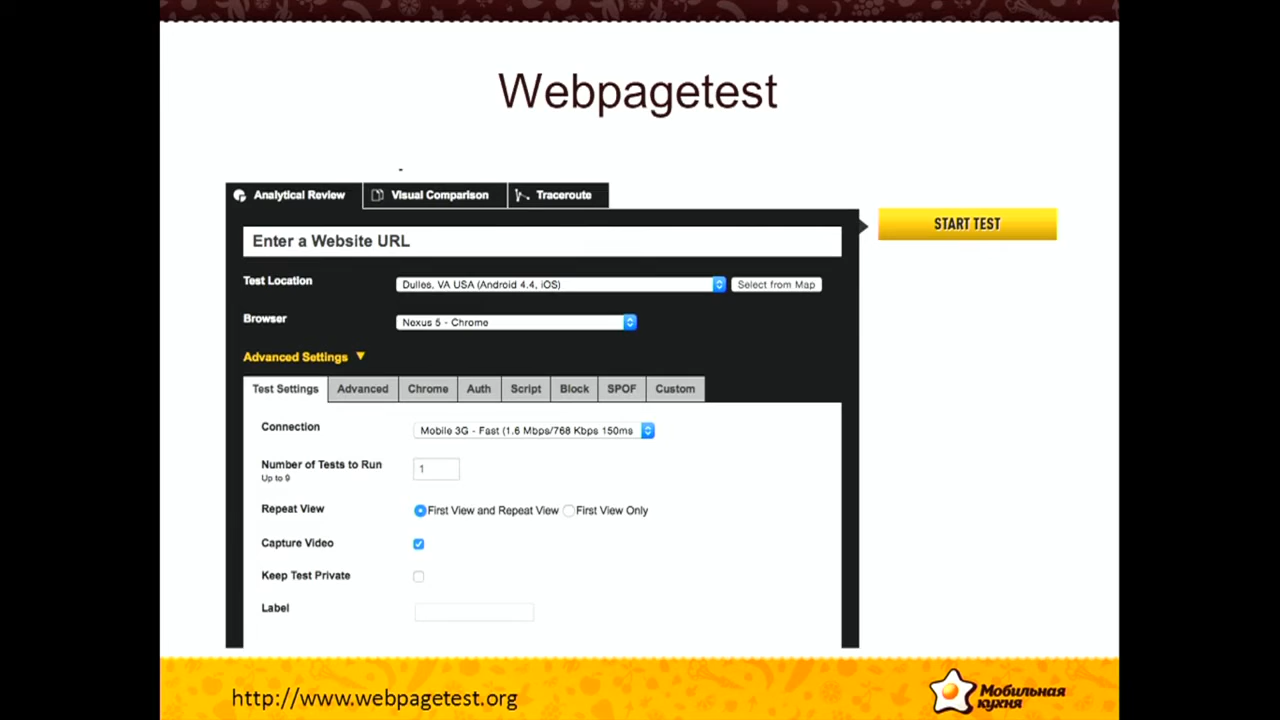 Webpagetest
Analytical Review
Visual Comparison
Traceroute
START TEST
Enter a Website URL
Test Location
Dulles, VA USA (Android 4.4, iOS)
Select from Map
Browser
Nexus 5 - Chrome
Advanced Settings ▼
Test Settings
Advanced
Chrome
Auth
Script
Block
SPOF
Custom
Connection
Mobile 3G - Fast (1.6 Mbps/768 Kbps 150ms
Number of Tests to Run
Up to 9
1
Repeat View
First View and Repeat View
First View Only
Capture Video
Keep Test Private
Label
http://www.webpagetest.org
Мобильная
кухня